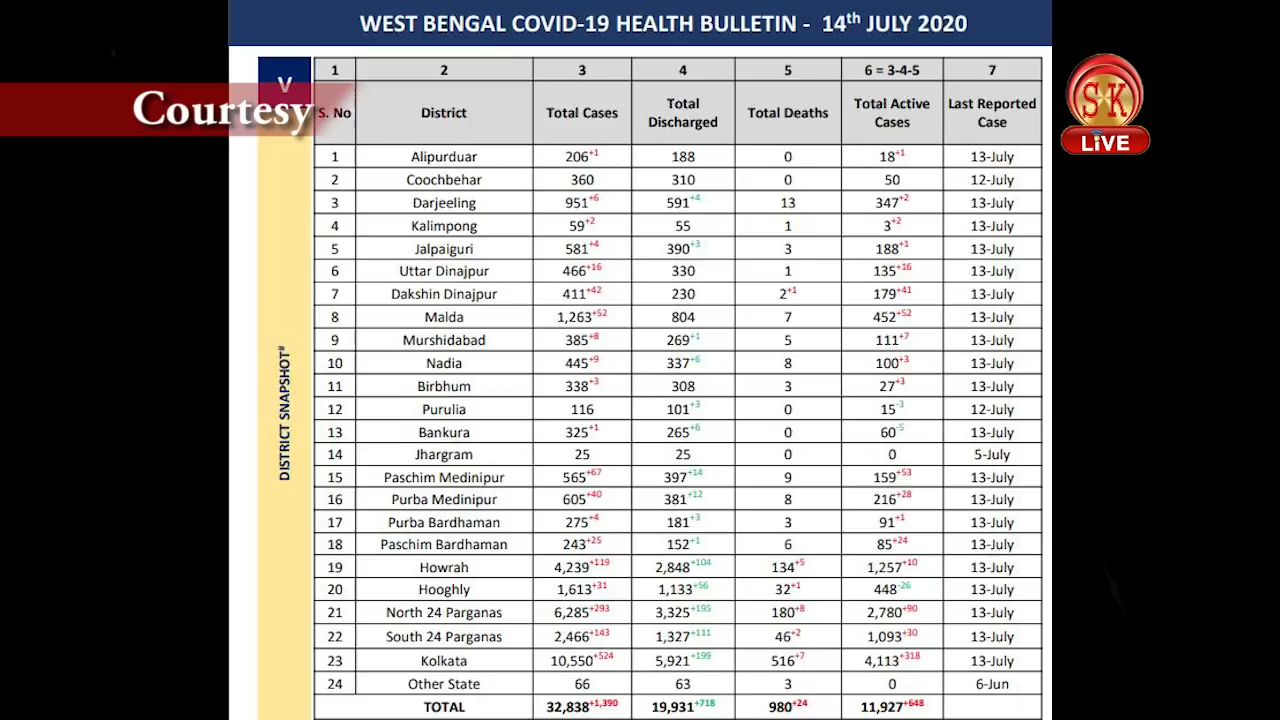 WEST BENGAL COVID-19 HEALTH BULLETIN - 14th JULY 2020
V
Courtesy
SK
LiVE
DISTRICT SNAPSHOT#
1 2 3 4 5 6 = 3-4-5 7
S. No District Total Cases Total Discharged Total Deaths Total Active Cases Last Reported Case
1 Alipurduar 206+1 188 0 18+1 13-July
2 Coochbehar 360 310 0 50 12-July
3 Darjeeling 951+6 591+4 13 347+2 13-July
4 Kalimpong 59+2 55 1 3+2 13-July
5 Jalpaiguri 581+4 390+3 3 188+1 13-July
6 Uttar Dinajpur 466+16 330 1 135+16 13-July
7 Dakshin Dinajpur 411+42 230 2+1 179+41 13-July
8 Malda 1,263+52 804 7 452+52 13-July
9 Murshidabad 385+8 269+1 5 111+7 13-July
10 Nadia 445+9 337+6 8 100+3 13-July
11 Birbhum 338+3 308 3 27+3 13-July
12 Purulia 116 101+3 0 15-3 12-July
13 Bankura 325+1 265+6 0 60-5 13-July
14 Jhargram 25 25 0 0 5-July
15 Paschim Medinipur 565+67 397+14 9 159+53 13-July
16 Purba Medinipur 605+40 381+12 8 216+28 13-July
17 Purba Bardhaman 275+4 181+3 3 91+1 13-July
18 Paschim Bardhaman 243+25 152+1 6 85+24 13-July
19 Howrah 4,239+119 2,848+104 134+5 1,257+10 13-July
20 Hooghly 1,613+31 1,133+56 32+1 448-26 13-July
21 North 24 Parganas 6,285+293 3,325+195 180+8 2,780+90 13-July
22 South 24 Parganas 2,466+143 1,327+111 46+2 1,093+30 13-July
23 Kolkata 10,550+524 5,921+199 516+7 4,113+318 13-July
24 Other State 66 63 3 0 6-Jun
TOTAL 32,838+1,390 19,931+718 980+24 11,927+648